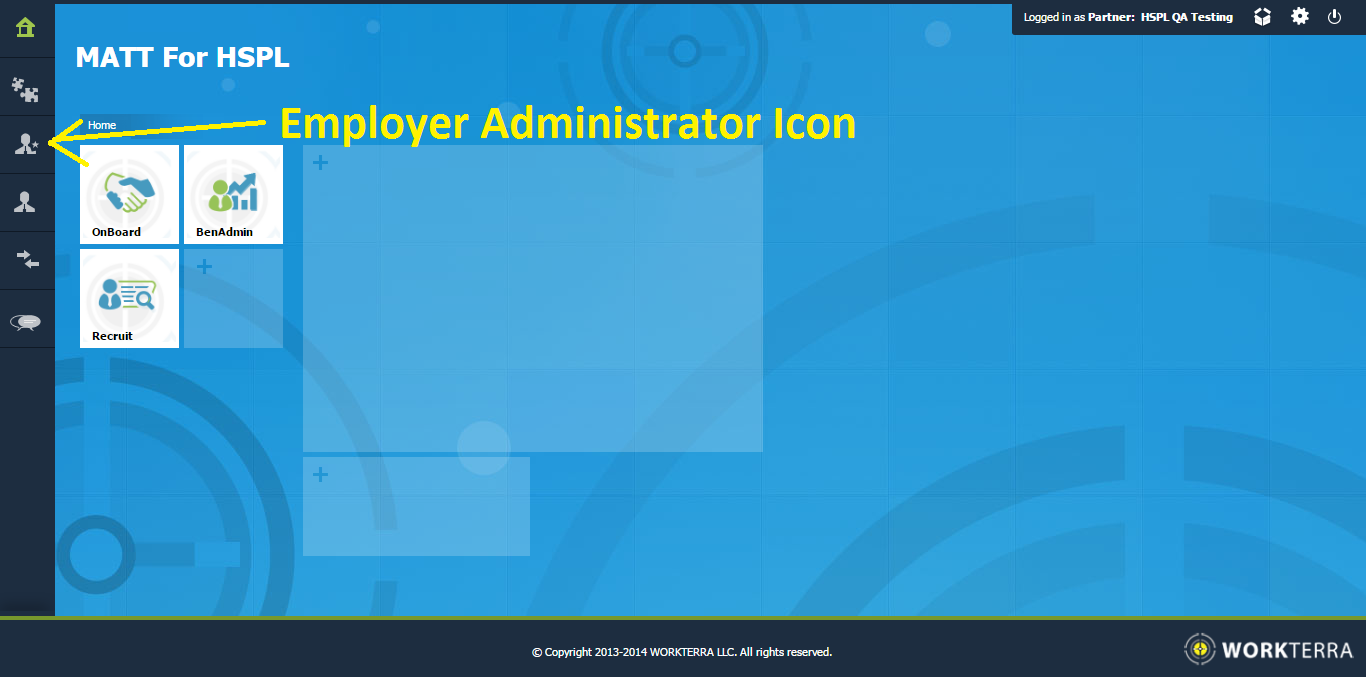 Logged in as Partner: HSPL QA Testing
MATT For HSPL
Employer Administrator Icon
Home
OnBoard
BenAdmin
Recruit
© Copyright 2013-2014 WORKTERRA LLC. All rights reserved.
WORKTERRA